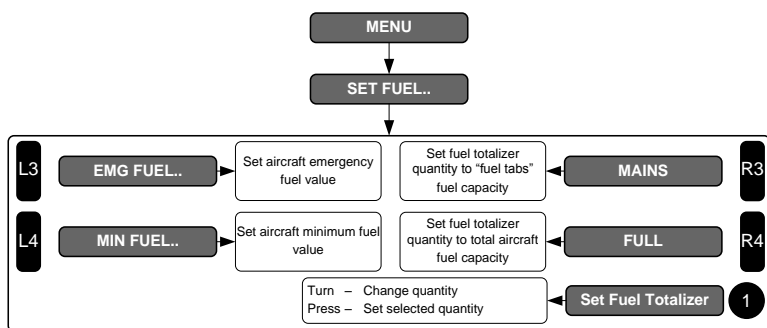 MENU
SET FUEL..
L3
EMG FUEL..
Set aircraft emergency
fuel value
Set fuel totalizer
quantity to “fuel tabs”
fuel capacity
MAINS
R3
L4
MIN FUEL..
Set aircraft minimum fuel
value
Set fuel totalizer
quantity to total aircraft
fuel capacity
FULL
R4
Turn – Change quantity
Press – Set selected quantity
Set Fuel Totalizer
1